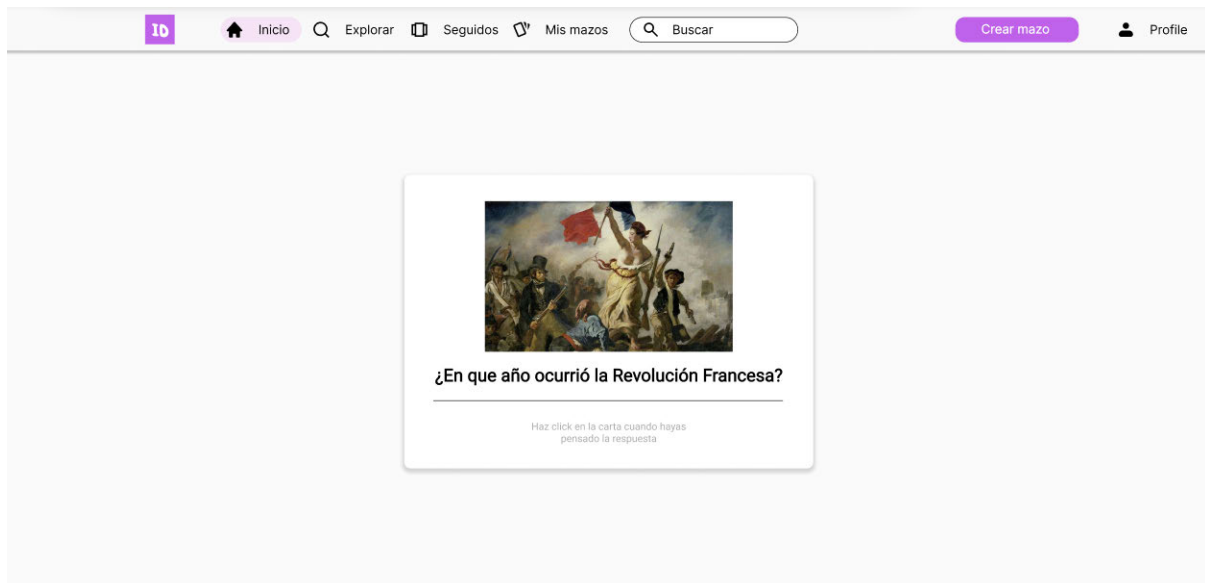 ID
Inicio
Explorar
Seguidos
Mis mazos
Buscar
Crear mazo
Profile
¿En que año ocurrió la Revolución Francesa?
Haz click en la carta cuando hayas
pensado la respuesta